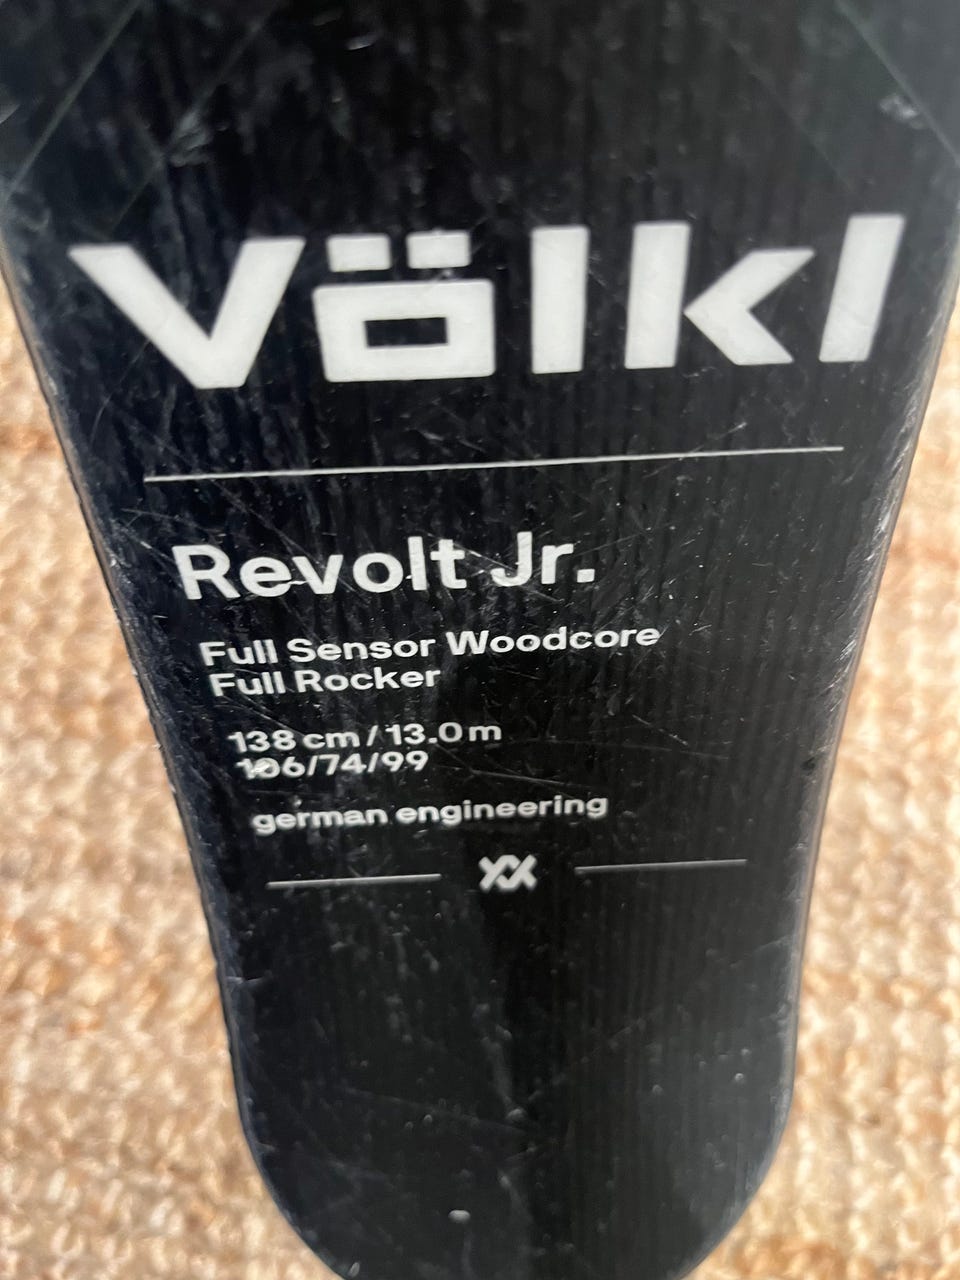 völkl
Revolt Jr.
Full Sensor Woodcore
Full Rocker
138 cm / 13.0 m
106/74/99
german engineering